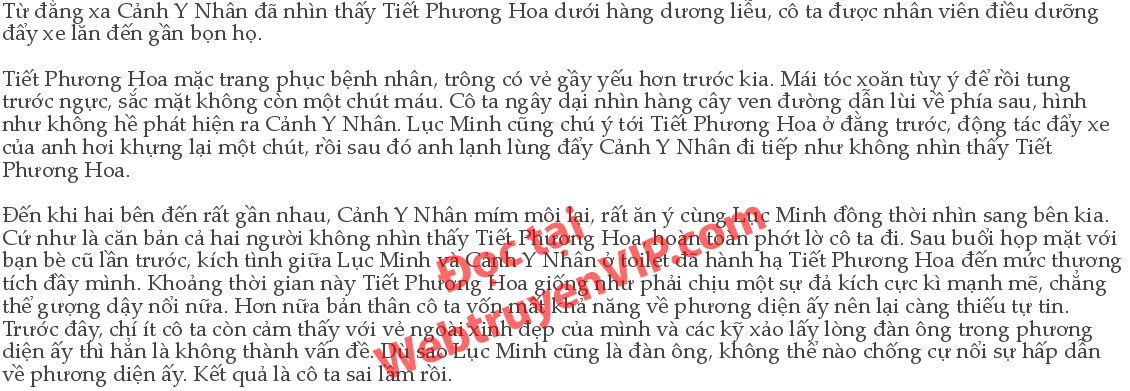 Từ đằng xa Cảnh Y Nhân đã nhìn thấy Tiết Phương Hoa dưới hàng dương liễu, cô ta được nhân viên điều dưỡng
đẩy xe lăn đến gần bọn họ.
Tiết Phương Hoa mặc trang phục bệnh nhân, trông có vẻ gầy yếu hơn trước kia. Mái tóc xoăn tùy ý để rối tung
trước ngực, sắc mặt không còn một chút máu. Cô ta ngây dại nhìn hàng cây ven đường dần lùi về phía sau, hình
như không hề phát hiện ra Cảnh Y Nhân. Lục Minh cũng chú ý tới Tiết Phương Hoa ở đằng trước, động tác đẩy xe
của anh hơi khựng lại một chút, rồi sau đó anh lạnh lùng đẩy Cảnh Y Nhân đi tiếp như không nhìn thấy Tiết
Phương Hoa.
Đến khi hai bên đến rất gần nhau, Cảnh Y Nhân mím môi lại, rất ăn ý cùng Lục Minh đồng thời nhìn sang bên kia.
Cứ như là căn bản cả hai người không nhìn thấy Tiết Phương Hoa, hoàn toàn phớt lờ cô ta đi. Sau buổi họp mặt với
bạn bè cũ lần trước, kích tình giữa Lục Minh và Cảnh Y Nhân ở toilet đã hành hạ Tiết Phương Hoa đến mức thương
tích đầy mình. Khoảng thời gian này Tiết Phương Hoa giống như phải chịu một sự đả kích cực kì mạnh mẽ, chẳng
thể gượng dậy nổi nữa. Hơn nữa bản thân cô ta vốn mất khả năng về phương diện ấy nên lại càng thiếu tự tin.
Trước đây, chí ít cô ta còn cảm thấy với vẻ ngoài xinh đẹp của mình và các kỹ xảo lấy lòng đàn ông trong phương
diện ấy thì hẳn là không thành vấn đề. Dù sao Lục Minh cũng là đàn ông, không thể nào chống cự nổi sự hấp dẫn
về phương diện ấy. Kết quả là cô ta sai lầm rồi.
Đọc tại
WebtruyenVIP.com